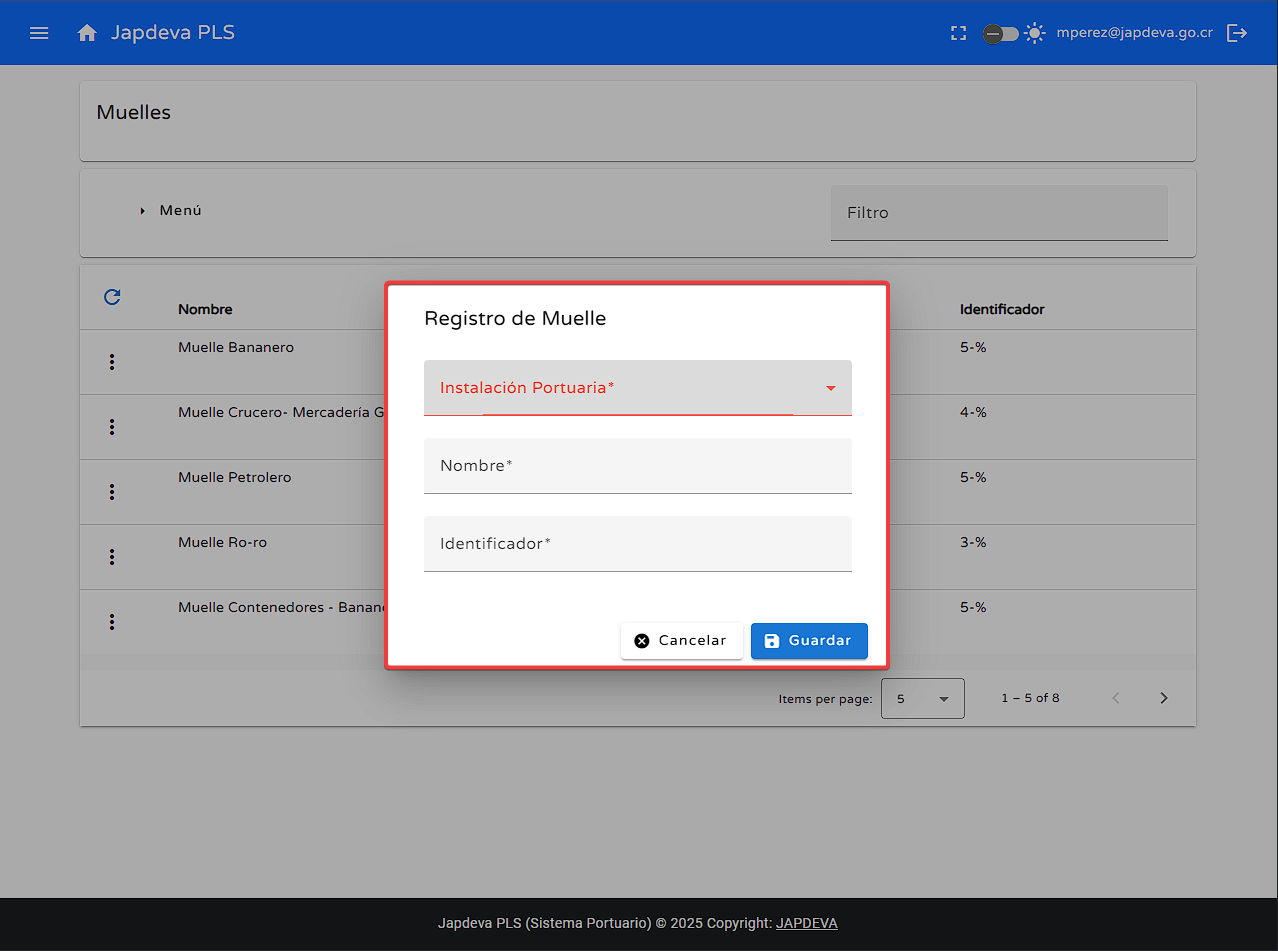 Japdeva PLS
mperez@japdeva.go.cr
Muelles
Menú
Filtro
Nombre
Identificador
Muelle Bananero
5-%
Muelle Crucero- Mercadería G
4-%
Muelle Petrolero
5-%
Muelle Ro-ro
3-%
Muelle Contenedores - Banan
5-%
Registro de Muelle
Instalación Portuaria*
Nombre*
Identificador*
Cancelar
Guardar
Items per page:
5
1 – 5 of 8
Japdeva PLS (Sistema Portuario) © 2025 Copyright: JAPDEVA